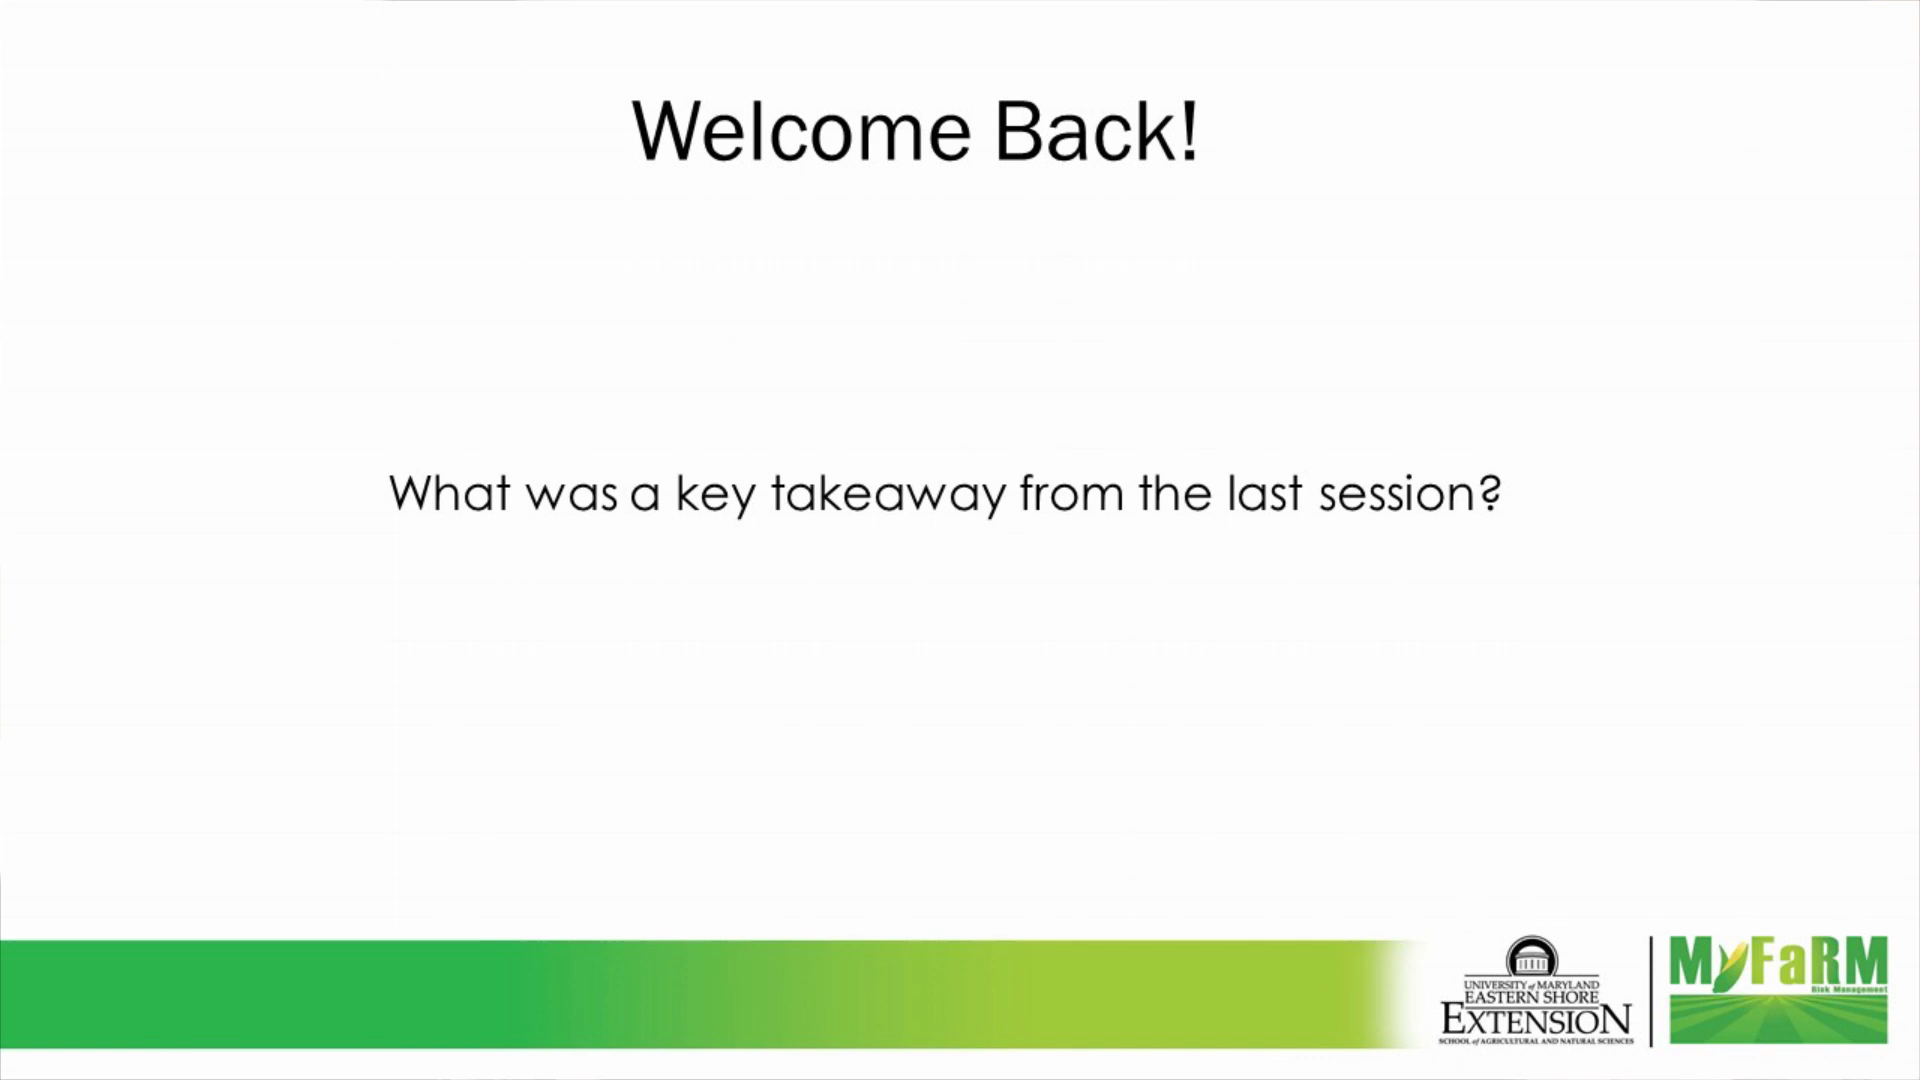 Welcome Back!
What was a key takeaway from the last session?
UNIVERSITY of MARYLAND
EASTERN SHORE
EXTENSION
SCHOOL of AGRICULTURAL AND NATURAL SCIENCES
MyFaRM
Risk Management